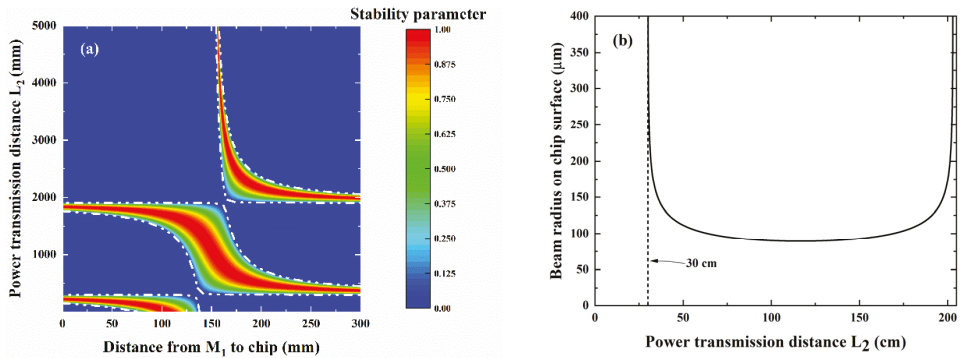 Stability parameter
(a)
Power transmission distance L2 (mm)
5000
4000
3000
2000
1000
0 50 100 150 200 250 300
Distance from M1 to chip (mm)
1.00
0.875
0.750
0.625
0.500
0.375
0.250
0.125
0.00
(b)
Beam radius on chip surface (μm)
400
350
300
250
200
150
100
50
0
30 cm
0 50 100 150 200
Power transmission distance L2 (cm)